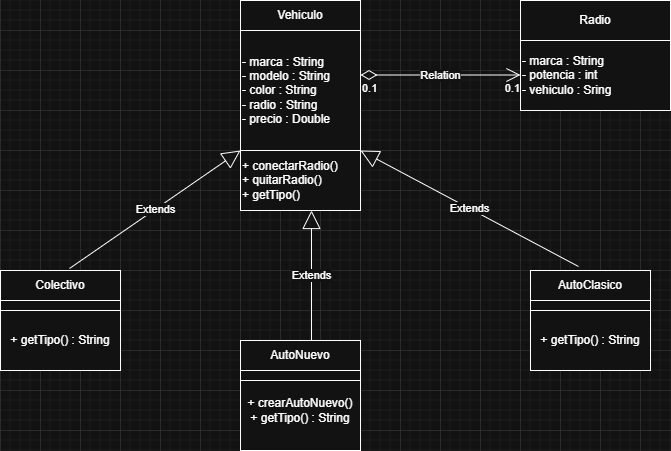 Vehiculo
- marca : String
- modelo : String
- color : String
- radio : String
- precio : Double
+ conectarRadio()
+ quitarRadio()
+ getTipo()
Radio
- marca : String
- potencia : int
- vehiculo : Sring
Relation
0.1
0.1
Extends
Extends
Extends
Colectivo
+ getTipo() : String
AutoNuevo
+ crearAutoNuevo()
+ getTipo() : String
AutoClasico
+ getTipo() : String